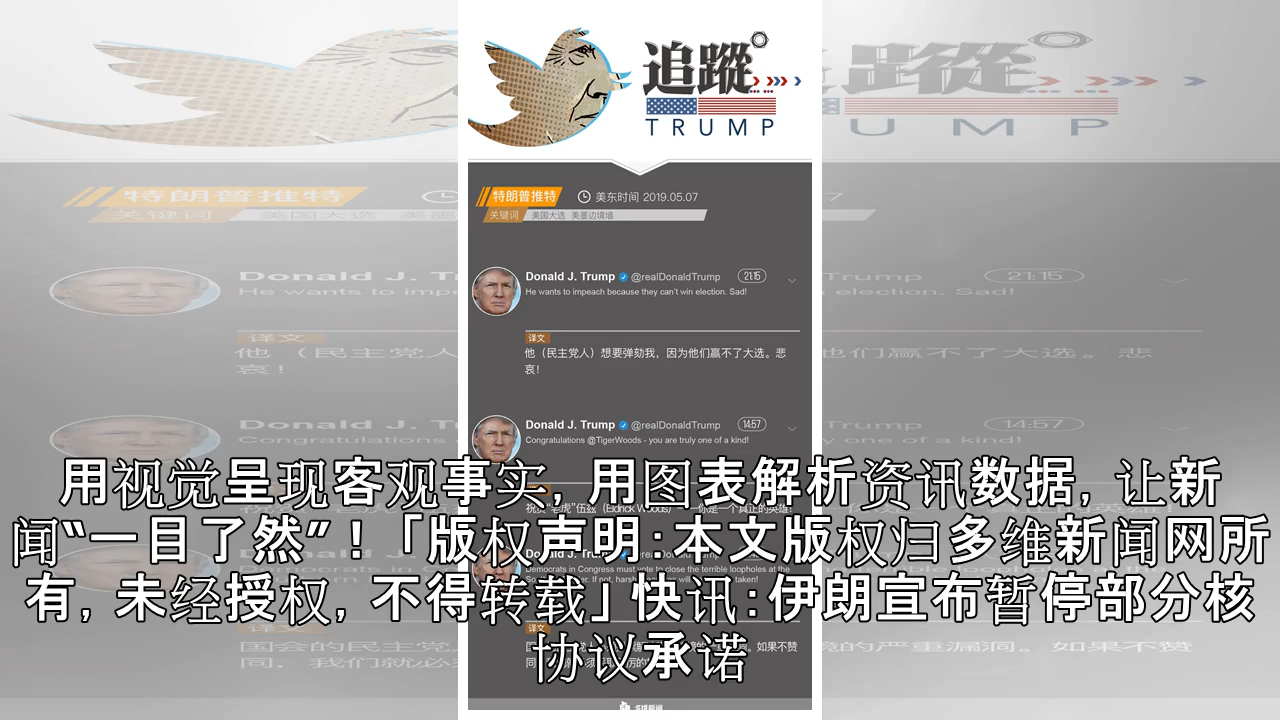 追蹤
TRUMP
特朗普推特 美东时间 2019.05.07
关键词 美国大选 美墨边境墙
Donald J. Trump @realDonaldTrump 21:15
He wants to impeach because they can't win election. Sad!
译文
他（民主党人）想要弹劾我，因为他们赢不了大选。悲
哀！
Donald J. Trump @realDonaldTrump 14:57
Congratulations @TigerWoods - you are truly one of a kind!
用视觉呈现客观事实, 用图表解析资讯数据, 让新
闻“一目了然”!「版权声明:本文版权归多维新闻网所
有, 未经授权, 不得转载」快讯:伊朗宣布暂停部分核
协议承诺
译文
多维新闻